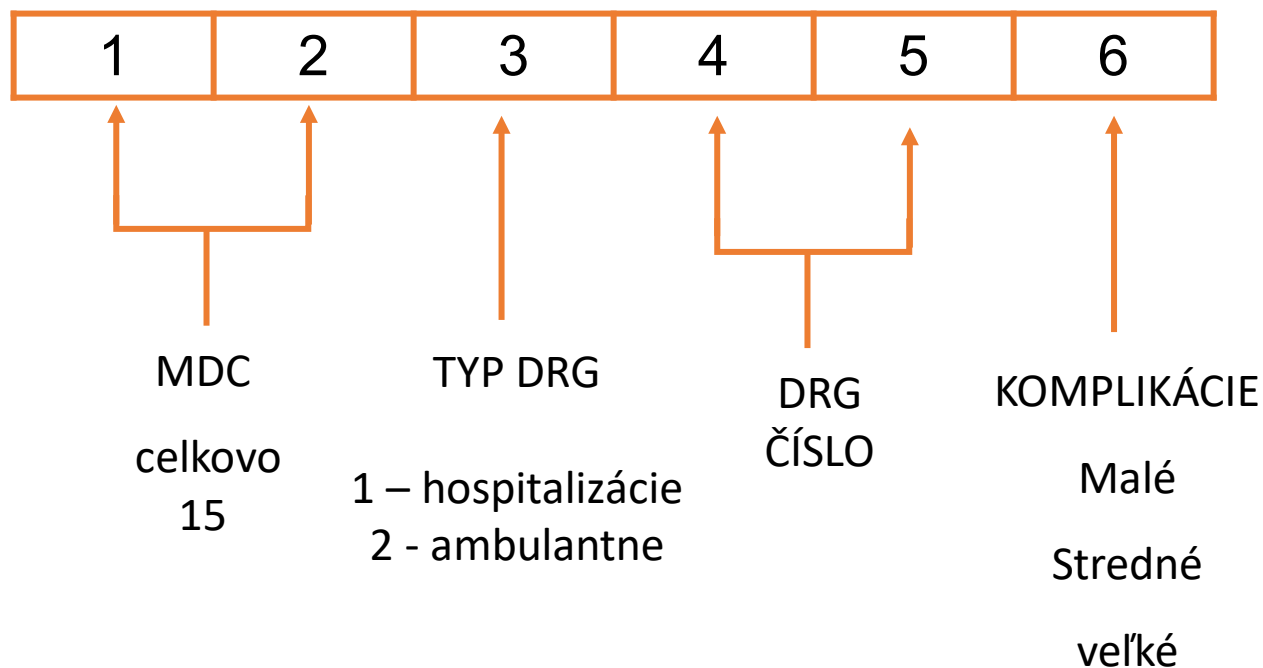 1 2 3 4 5 6
MDC
celkovo
15
TYP DRG
1 – hospitalizácie
2 - ambulantne
DRG
ČÍSLO
KOMPLIKÁCIE
Malé
Stredné
veľké